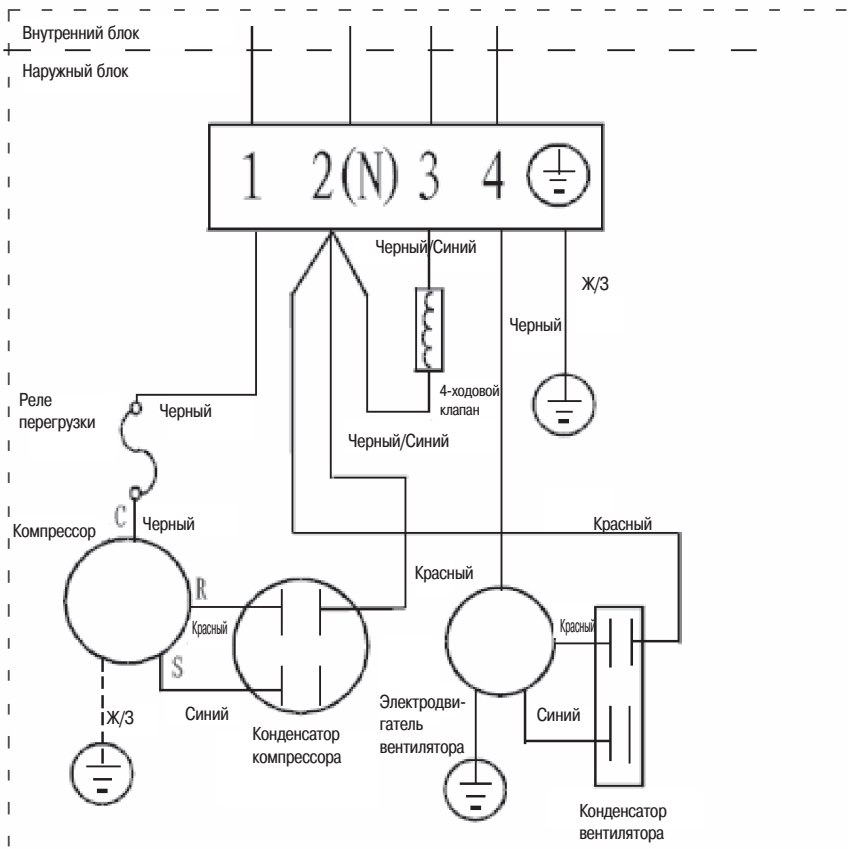 Внутренний блок
Наружный блок
1 2(N) 3 4
Черный/Синий
Ж/З
Черный
4-ходовой
клапан
Реле
перегрузки
Черный
Черный/Синий
C
Черный
Компрессор
Красный
Красный
R
Красный
Красный
S
Синий
Ж/З
Конденсатор
компрессора
Электродви-
гатель
вентилятора
Синий
Конденсатор
вентилятора